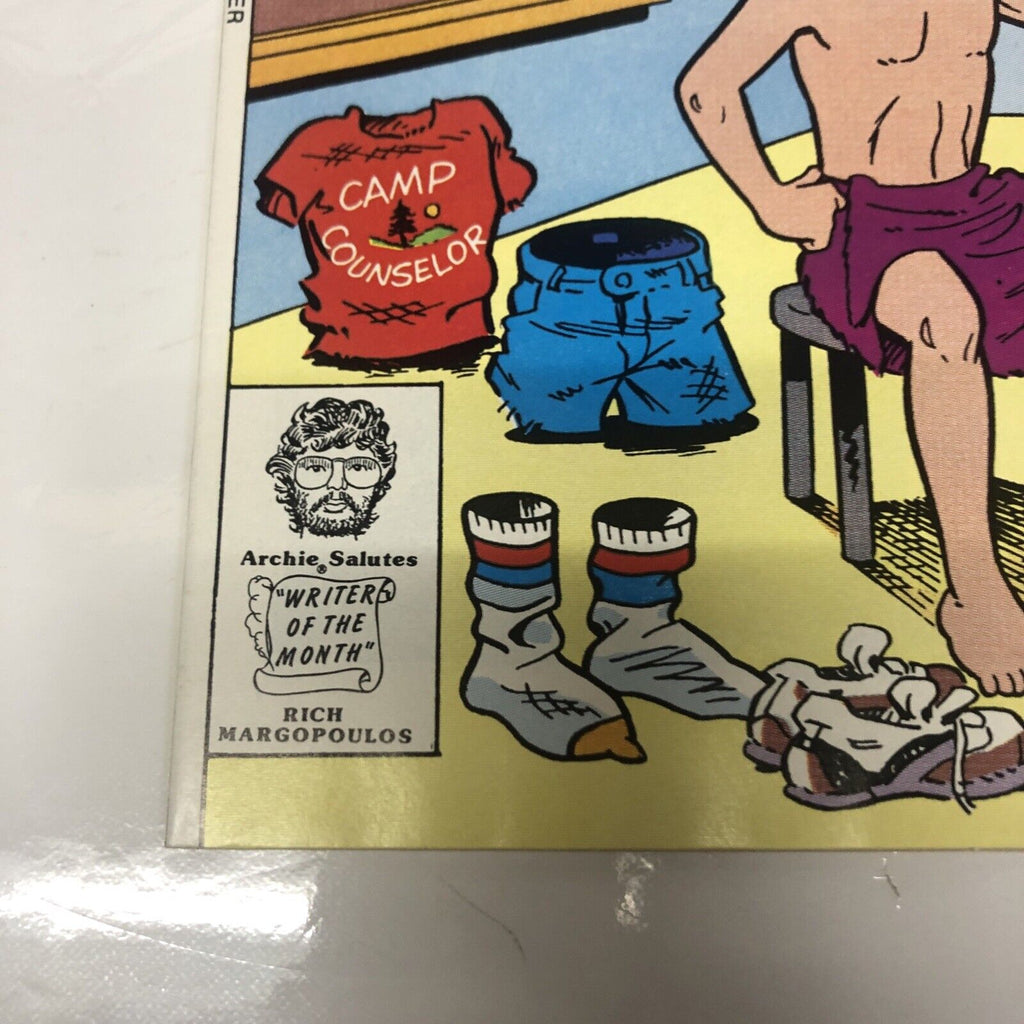 CAMP
COUNSELOR
Archie® Salutes
"WRITER
OF THE
MONTH"
RICH
MARGOPOULOS